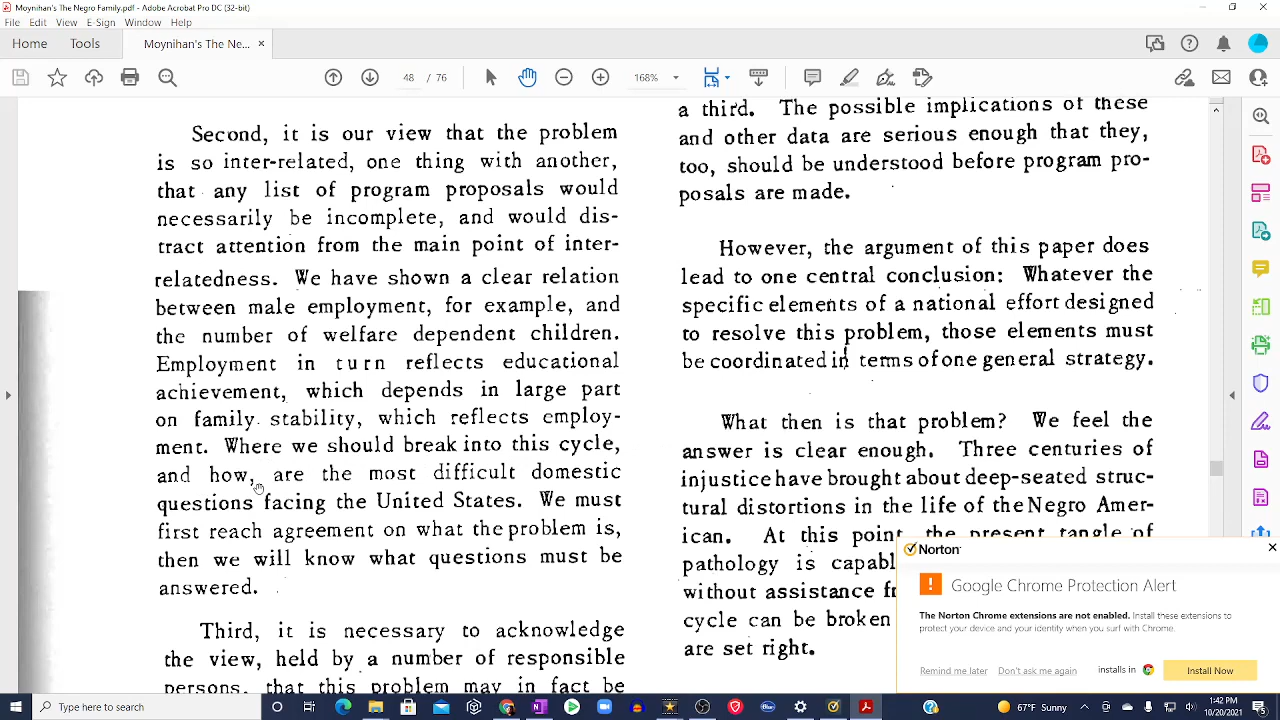 Moynihan's The Negro Family.pdf - Adobe Acrobat Pro DC (32-bit)
File Edit View E-Sign Window Help
Home Tools Moynihan's The Ne... ×
48 / 76 168%
Second, it is our view that the problem
is so inter-related, one thing with another,
that any list of program proposals would
necessarily be incomplete, and would dis-
tract attention from the main point of inter-
relatedness. We have shown a clear relation
between male employment, for example, and
the number of welfare dependent children.
Employment in turn reflects educational
achievement, which depends in large part
on family stability, which reflects employ-
ment. Where we should break into this cycle,
and how, are the most difficult domestic
questions facing the United States. We must
first reach agreement on what the problem is,
then we will know what questions must be
answered.
Third, it is necessary to acknowledge
the view, held by a number of responsible
persons, that this problem may in fact be
a third. The possible implications of these
and other data are serious enough that they,
too, should be understood before program pro-
posals are made.
However, the argument of this paper does
lead to one central conclusion: Whatever the
specific elements of a national effort designed
to resolve this problem, those elements must
be coordinated in terms of one general strategy.
What then is that problem? We feel the
answer is clear enough. Three centuries of
injustice have brought about deep-seated struc-
tural distortions in the life of the Negro Amer-
ican. At this point, the present tangle of
pathology is capabl
without assistance fr
cycle can be broken
are set right.
Norton
Google Chrome Protection Alert
The Norton Chrome extensions are not enabled. Install these extensions to
protect your device and your identity when you surf with Chrome.
Remind me later Don't ask me again installs in Install Now
Type here to search
67°F Sunny
1:42 PM
10/20/2021